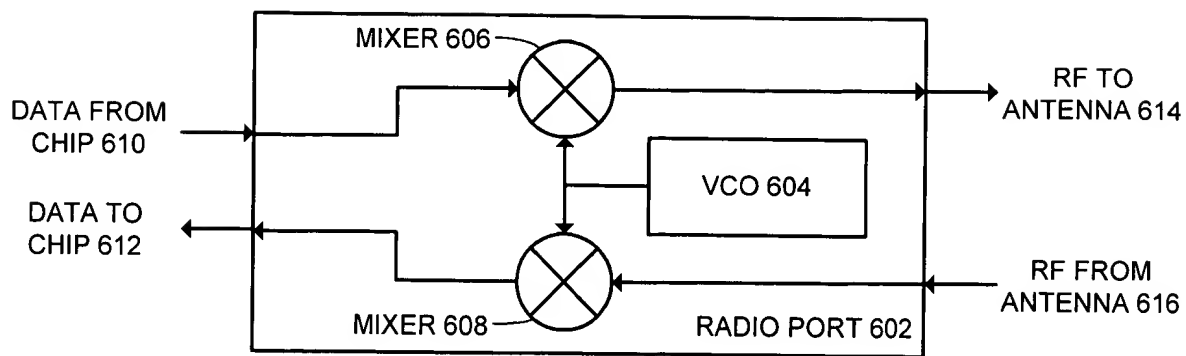 MIXER 606
DATA FROM
CHIP 610
RF TO
ANTENNA 614
VCO 604
DATA TO
CHIP 612
RF FROM
ANTENNA 616
MIXER 608
RADIO PORT 602